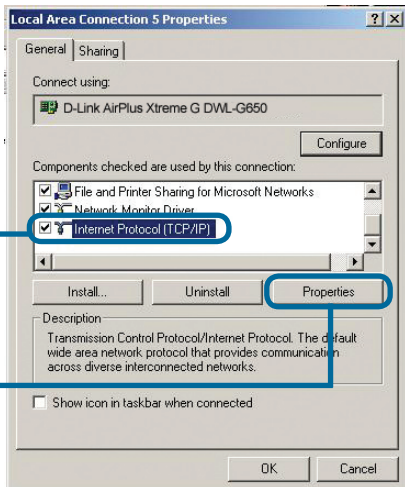 Local Area Connection 5 Properties
General
Sharing
Connect using:
D-Link AirPlus Xtreme G DWL-G650
Configure
Components checked are used by this connection:
File and Printer Sharing for Microsoft Networks
Network Monitor Driver
Internet Protocol (TCP/IP)
Install...
Uninstall
Properties
Description
Transmission Control Protocol/Internet Protocol. The default
wide area network protocol that provides communication
across diverse interconnected networks.
Show icon in taskbar when connected
OK
Cancel